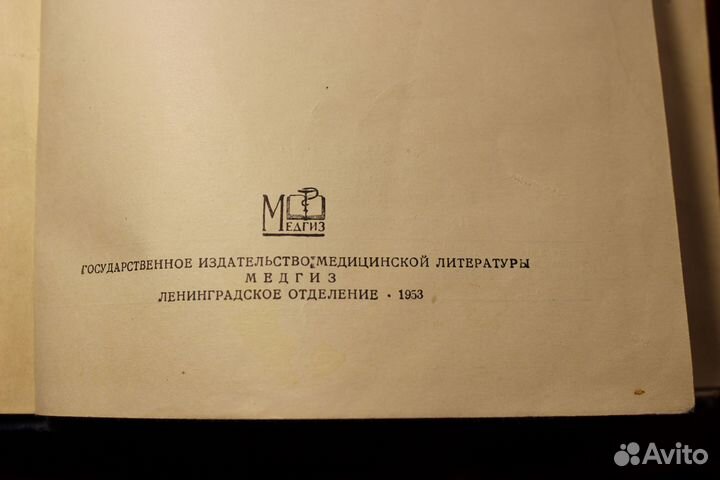 МЕДГИЗ
ГОСУДАРСТВЕННОЕ ИЗДАТЕЛЬСТВО МЕДИЦИНСКОЙ ЛИТЕРАТУРЫ
МЕДГИЗ
ЛЕНИНГРАДСКОЕ ОТДЕЛЕНИЕ • 1953
Avito